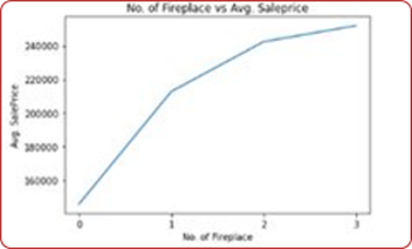 No. of Fireplace vs Avg. Saleprice
240000
220000
200000
180000
160000
Avg. SalePrice
0 1 2 3
No. of Fireplace